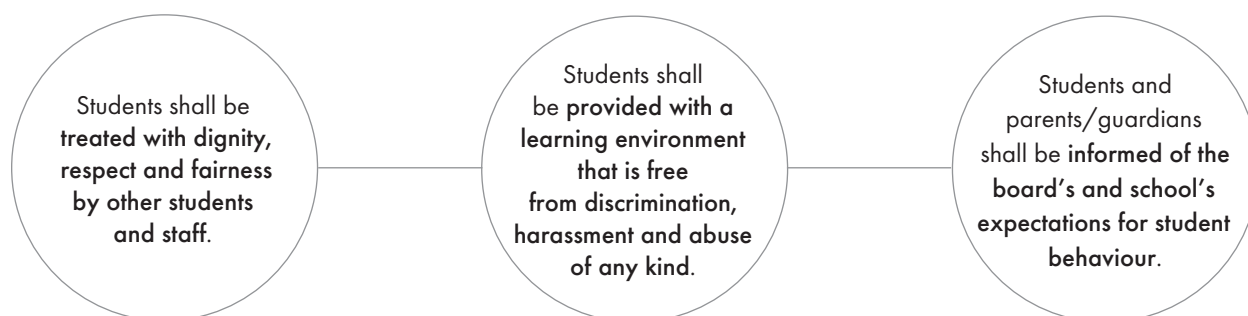 Students shall be
treated with dignity,
respect and fairness
by other students
and staff.
Students shall
be provided with a
learning environment
that is free
from discrimination,
harassment and abuse
of any kind.
Students and
parents/guardians
shall be informed of the
board's and school's
expectations for student
behaviour.